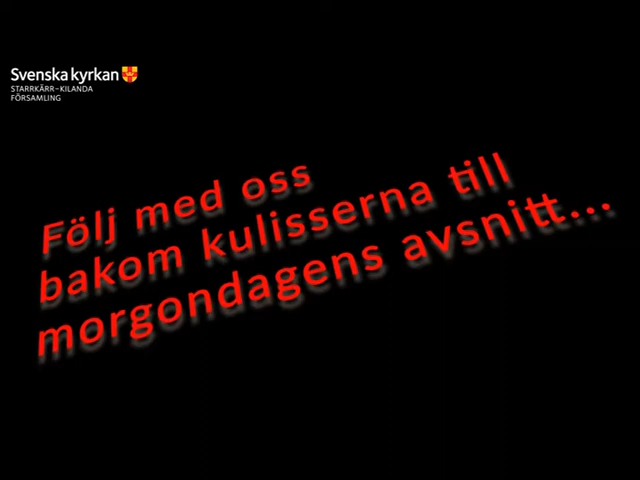 Svenska kyrkan
STARRKÄRR-KILANDA
FÖRSAMLING
Följ med oss
bakom kulisserna till
morgondagens avsnitt...